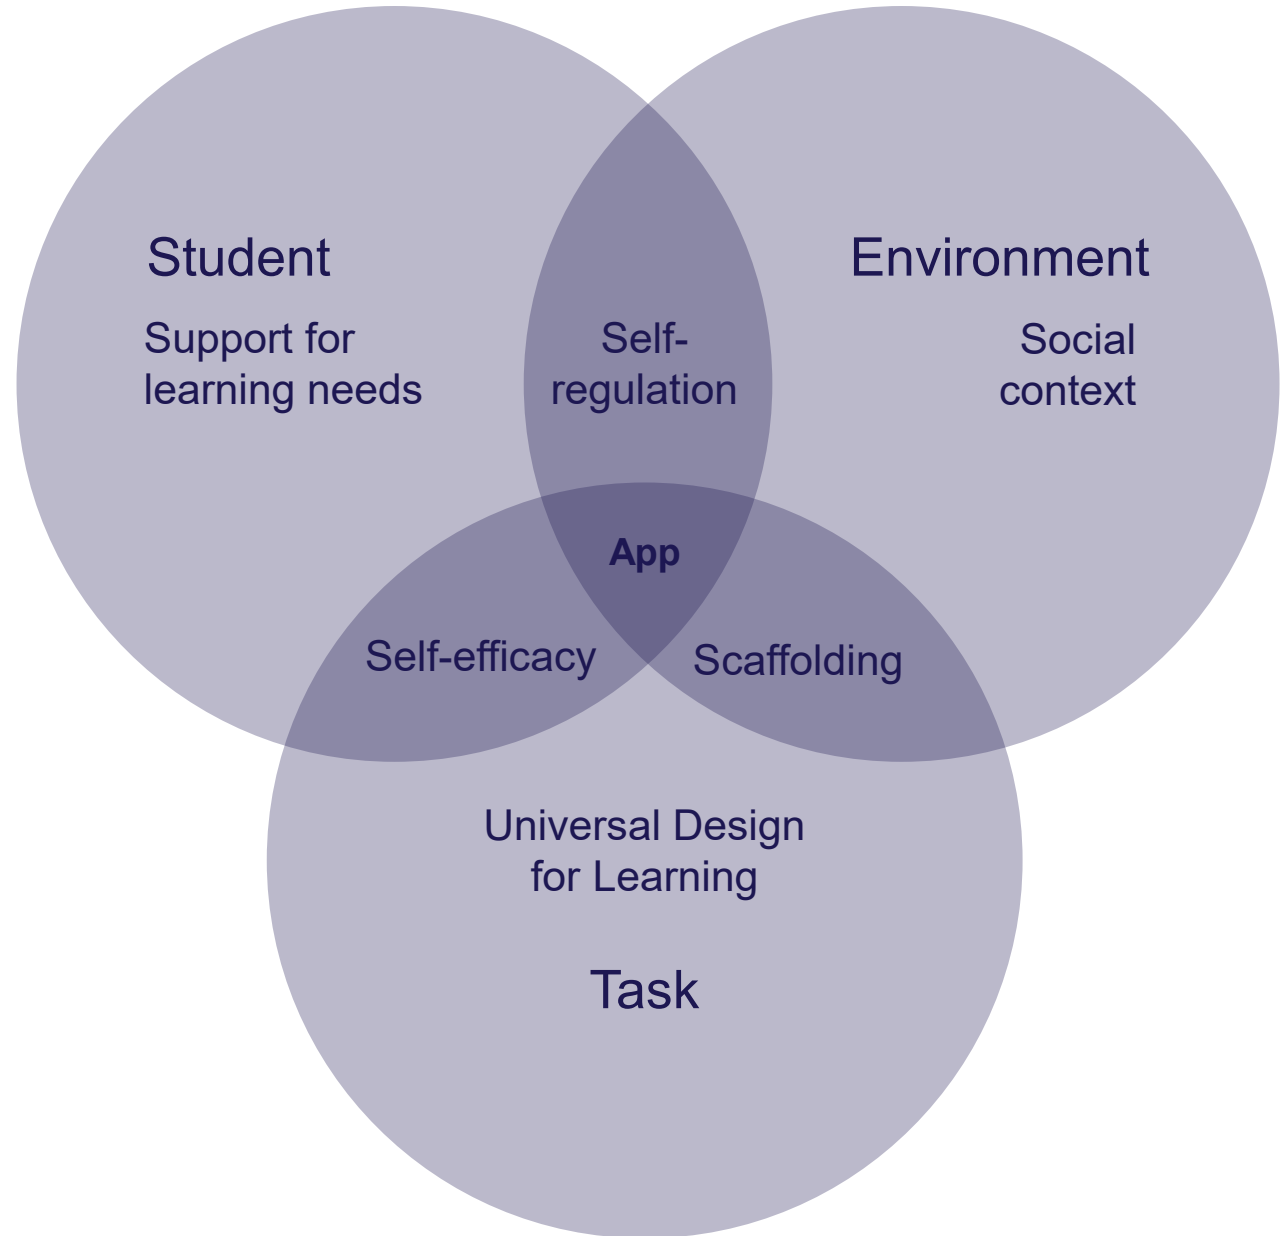 Student
Support for
learning needs
Self-
regulation
Environment
Social
context
App
Self-efficacy
Scaffolding
Universal Design
for Learning
Task